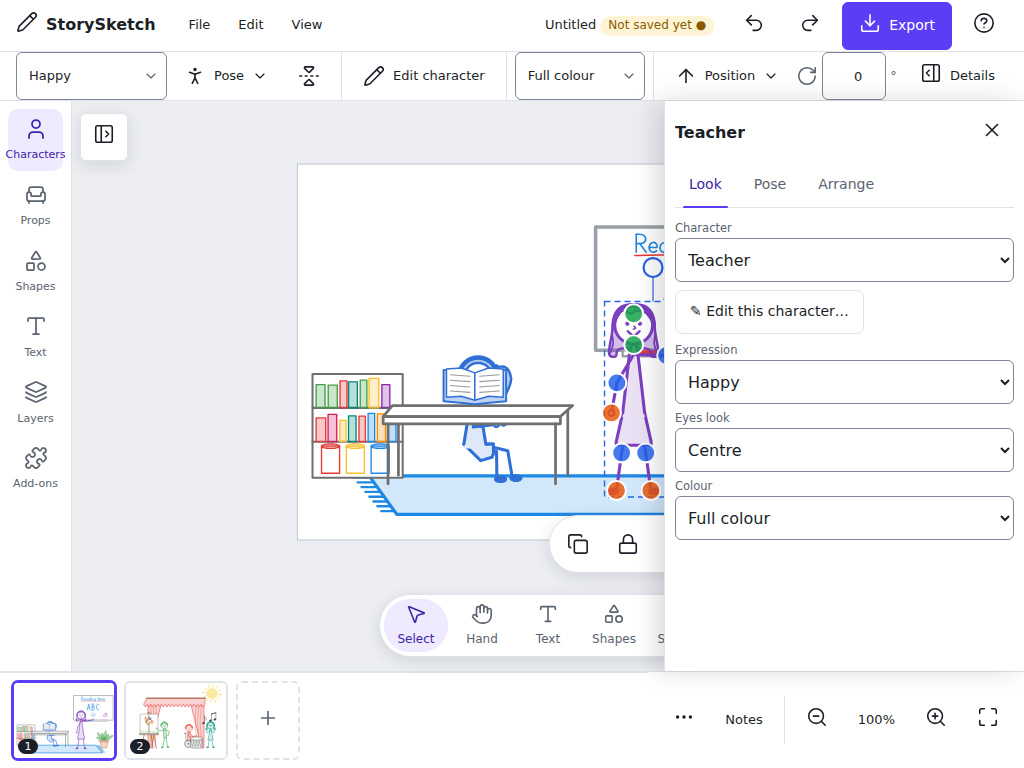 StorySketch
File
Edit
View
Untitled
Not saved yet ●
Export
Happy
Pose
Edit character
Full colour
Position
0
°
Details
Characters
Props
Shapes
Text
Layers
Add-ons
Teacher
Look
Pose
Arrange
Character
Teacher
✎ Edit this character...
Expression
Happy
Eyes look
Centre
Colour
Full colour
Select
Hand
Text
Shapes
1
ABC
2
Notes
100%